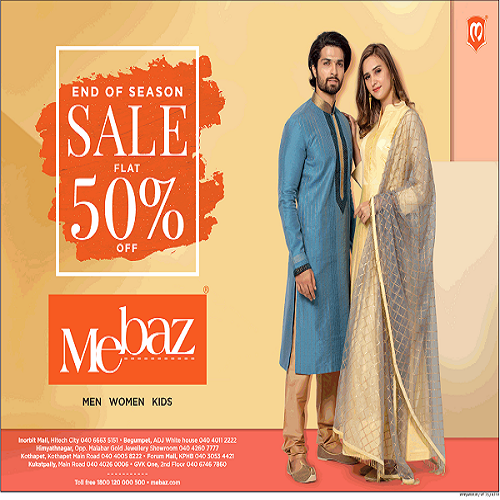 END OF SEASON
SALE
FLAT
50%
OFF
Mebaz
®
MEN WOMEN KIDS
Inorbit Mall, Hitech City 040 6663 5151 • Begumpet, ADJ White house 040 4011 2222
Himyathnagar, Opp. Malabar Gold Jewellery Showroom 040 4260 7777
Kothapet, Kothapet Main Road 040 4005 8222 • Forum Mall, KPHB 040 3053 4421
Kukatpally, Main Road 040 4026 0006 • GVK One, 2nd Floor 040 6746 7860
Toll free 1800 120 000 500 • mebaz.com